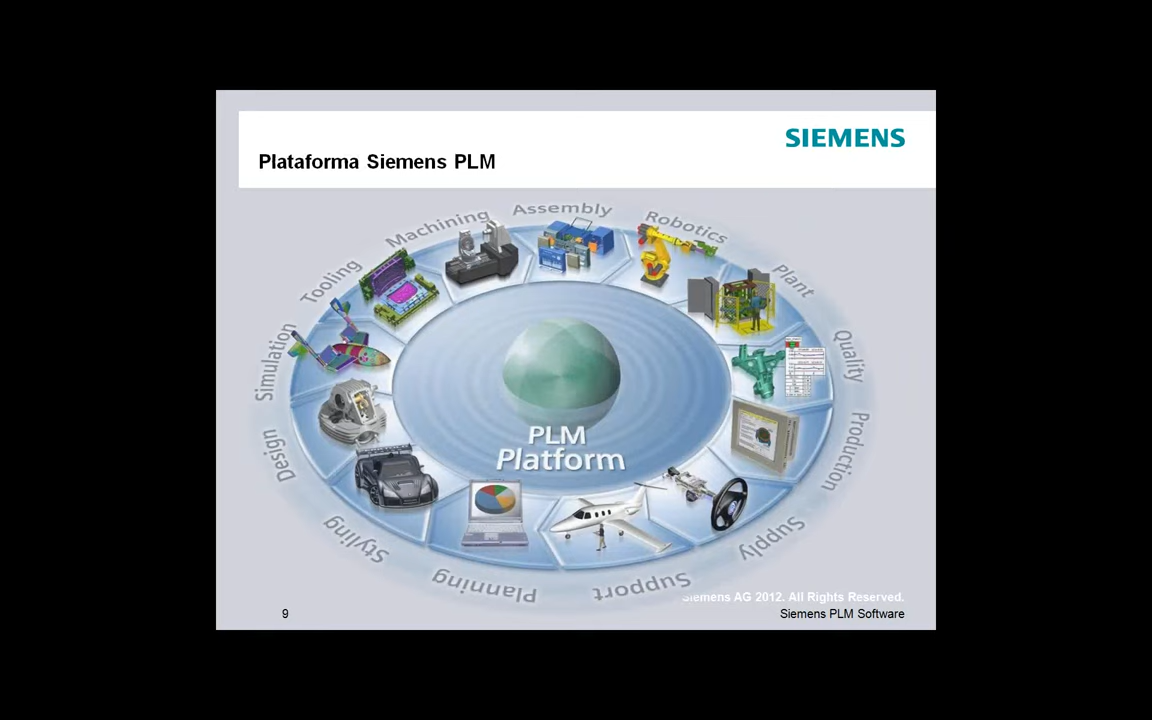 SIEMENS
Plataforma Siemens PLM
Assembly
Machining
Robotics
Tooling
Plant
Simulation
Quality
Design
Production
PLM
Platform
Styling
Supply
Planning
Support
Siemens AG 2012. All Rights Reserved.
9
Siemens PLM Software